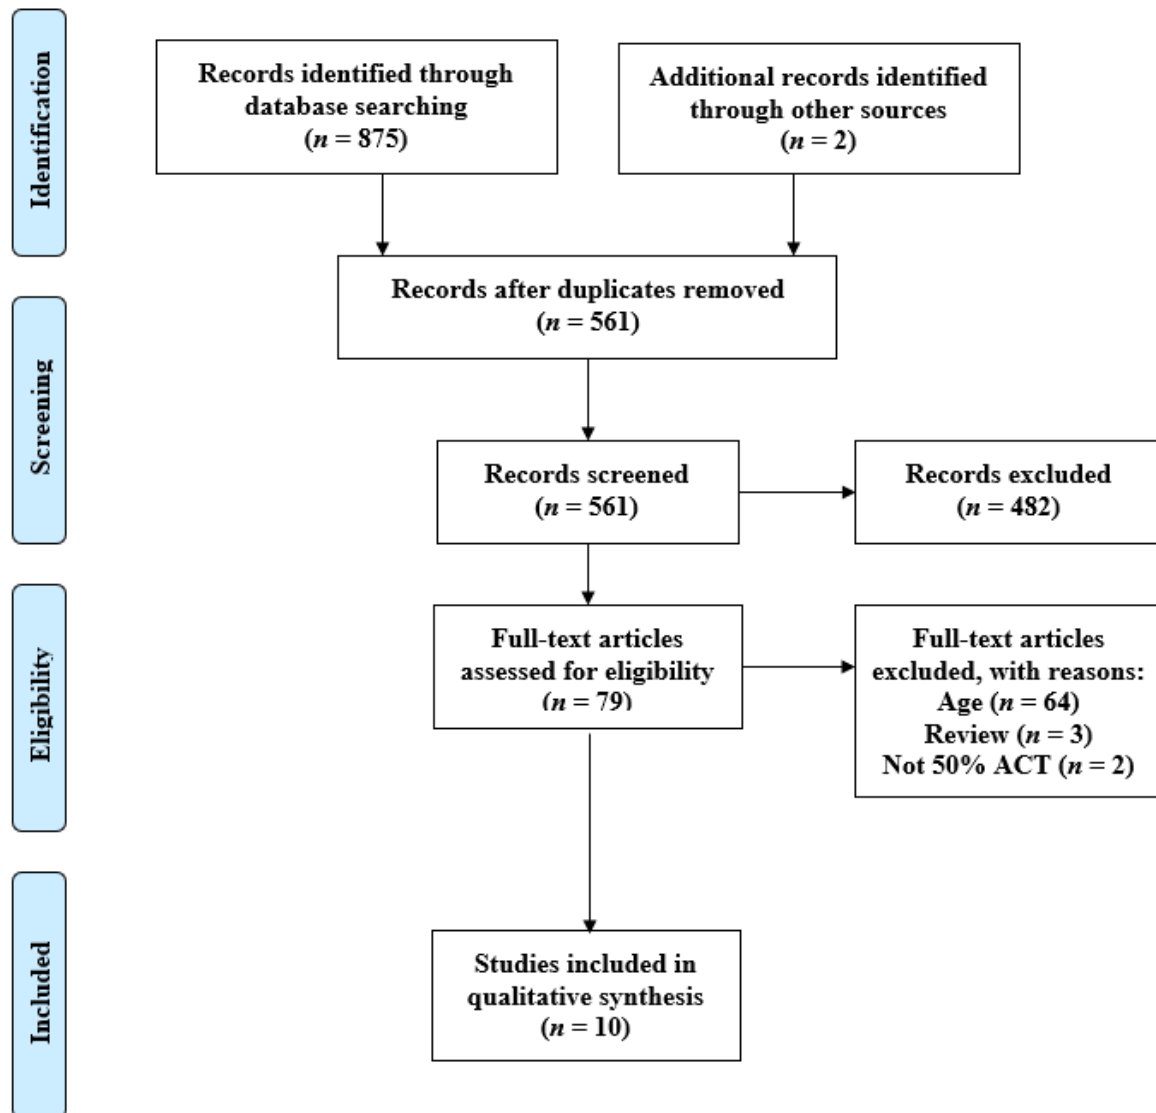 Identification
Records identified through
database searching
(n = 875)
Additional records identified
through other sources
(n = 2)
Records after duplicates removed
(n = 561)
Screening
Records screened
(n = 561)
Records excluded
(n = 482)
Eligibility
Full-text articles
assessed for eligibility
(n = 79)
Full-text articles
excluded, with reasons:
Age (n = 64)
Review (n = 3)
Not 50% ACT (n = 2)
Included
Studies included in
qualitative synthesis
(n = 10)